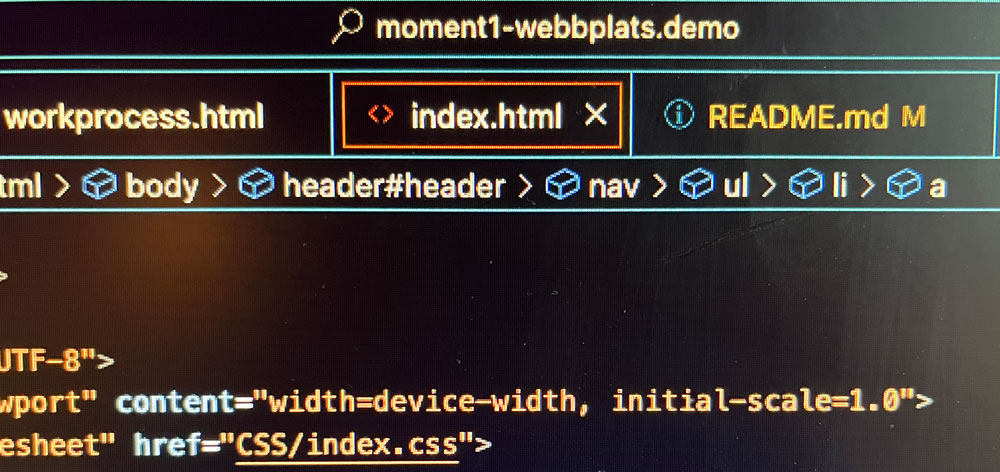 moment1-webbplats.demo
workprocess.html index.html README.md M
tml > body > header#header > nav > ul > li > a
>
UTF-8">
wport" content="width=device-width, initial-scale=1.0">
esheet" href="CSS/index.css">